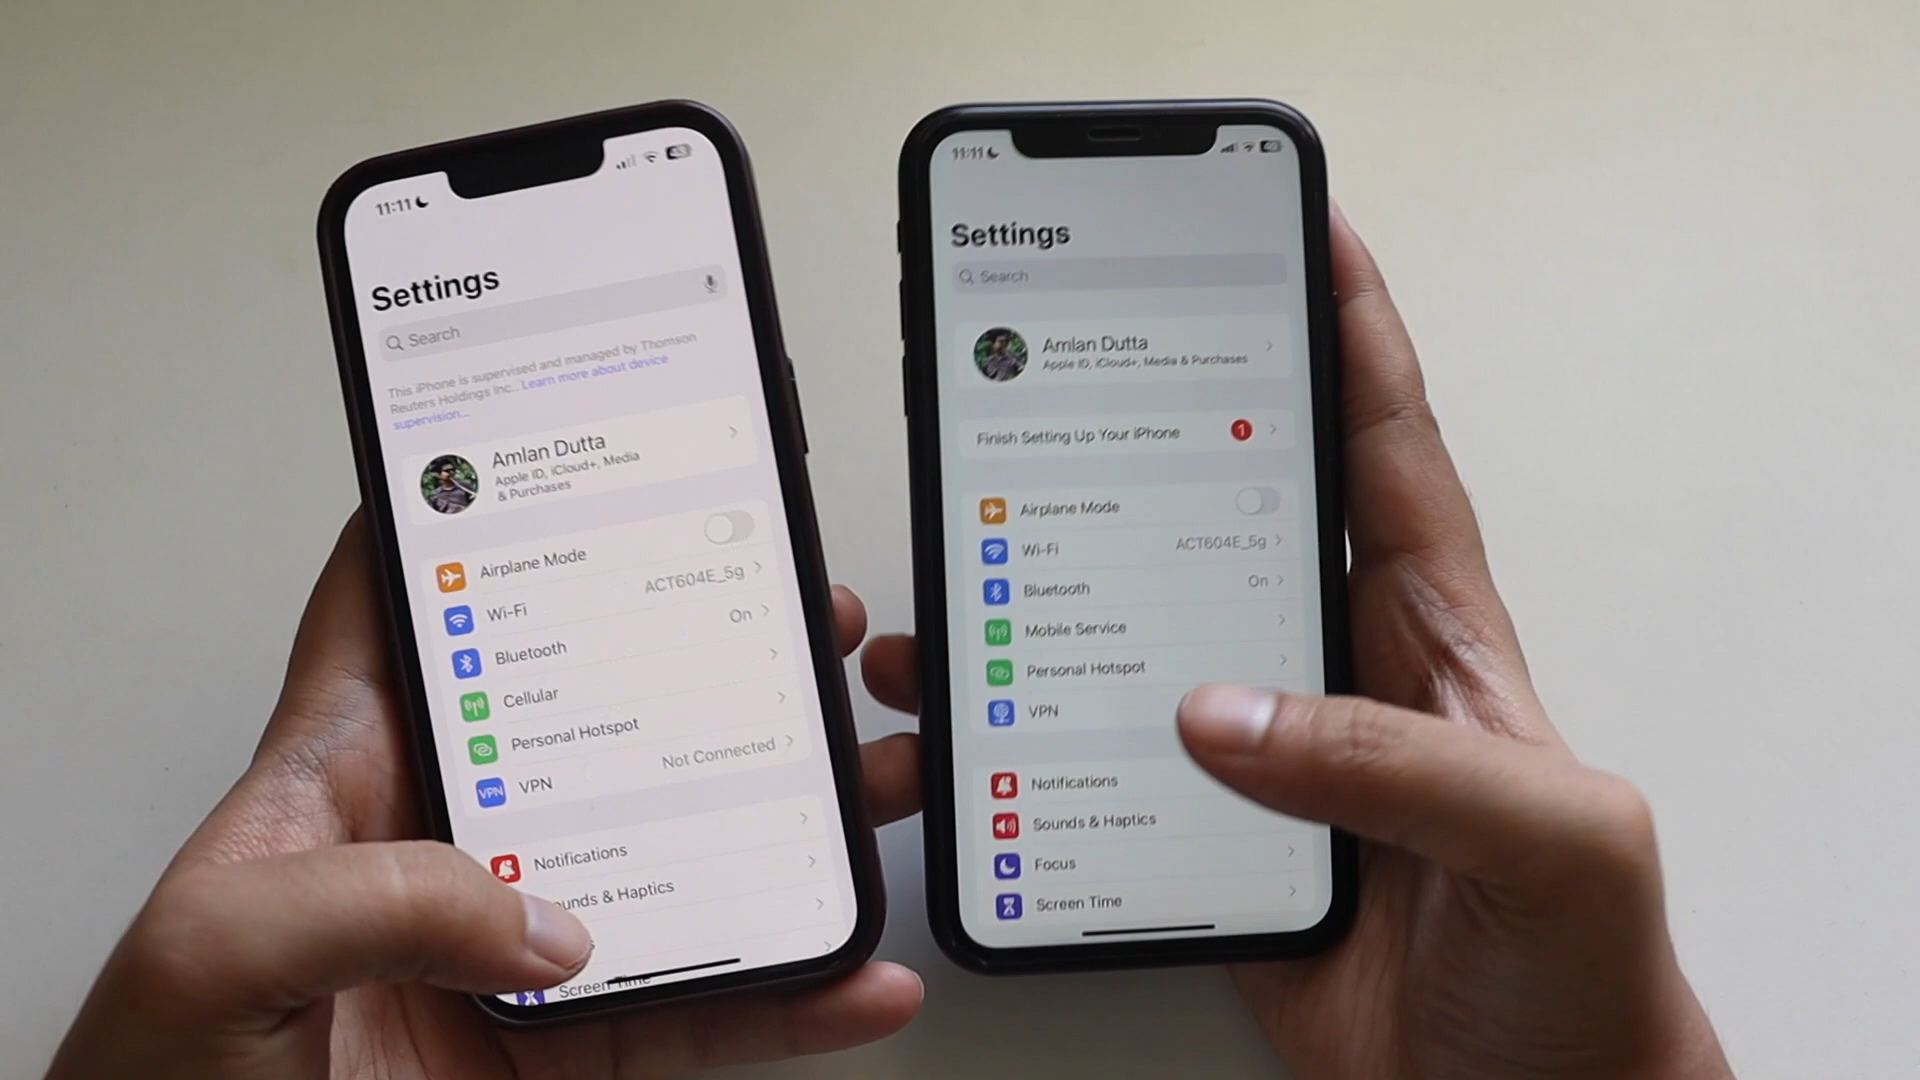 11:11
43
Settings
Search
This iPhone is supervised and managed by Thomson
Reuters Holdings Inc... Learn more about device
supervision...
Amlan Dutta
Apple ID, iCloud+, Media
& Purchases
Airplane Mode
Wi-Fi ACT604E_5g
Bluetooth On
Cellular
Personal Hotspot
VPN VPN Not Connected
Notifications
ounds & Haptics
s
Screen Time
11:11
Settings
Search
Amlan Dutta
Apple ID, iCloud+, Media & Purchases
Finish Setting Up Your iPhone 1
Airplane Mode
Wi-Fi ACT604E_5g
Bluetooth On
Mobile Service
Personal Hotspot
VPN
Notifications
Sounds & Haptics
Focus
Screen Time